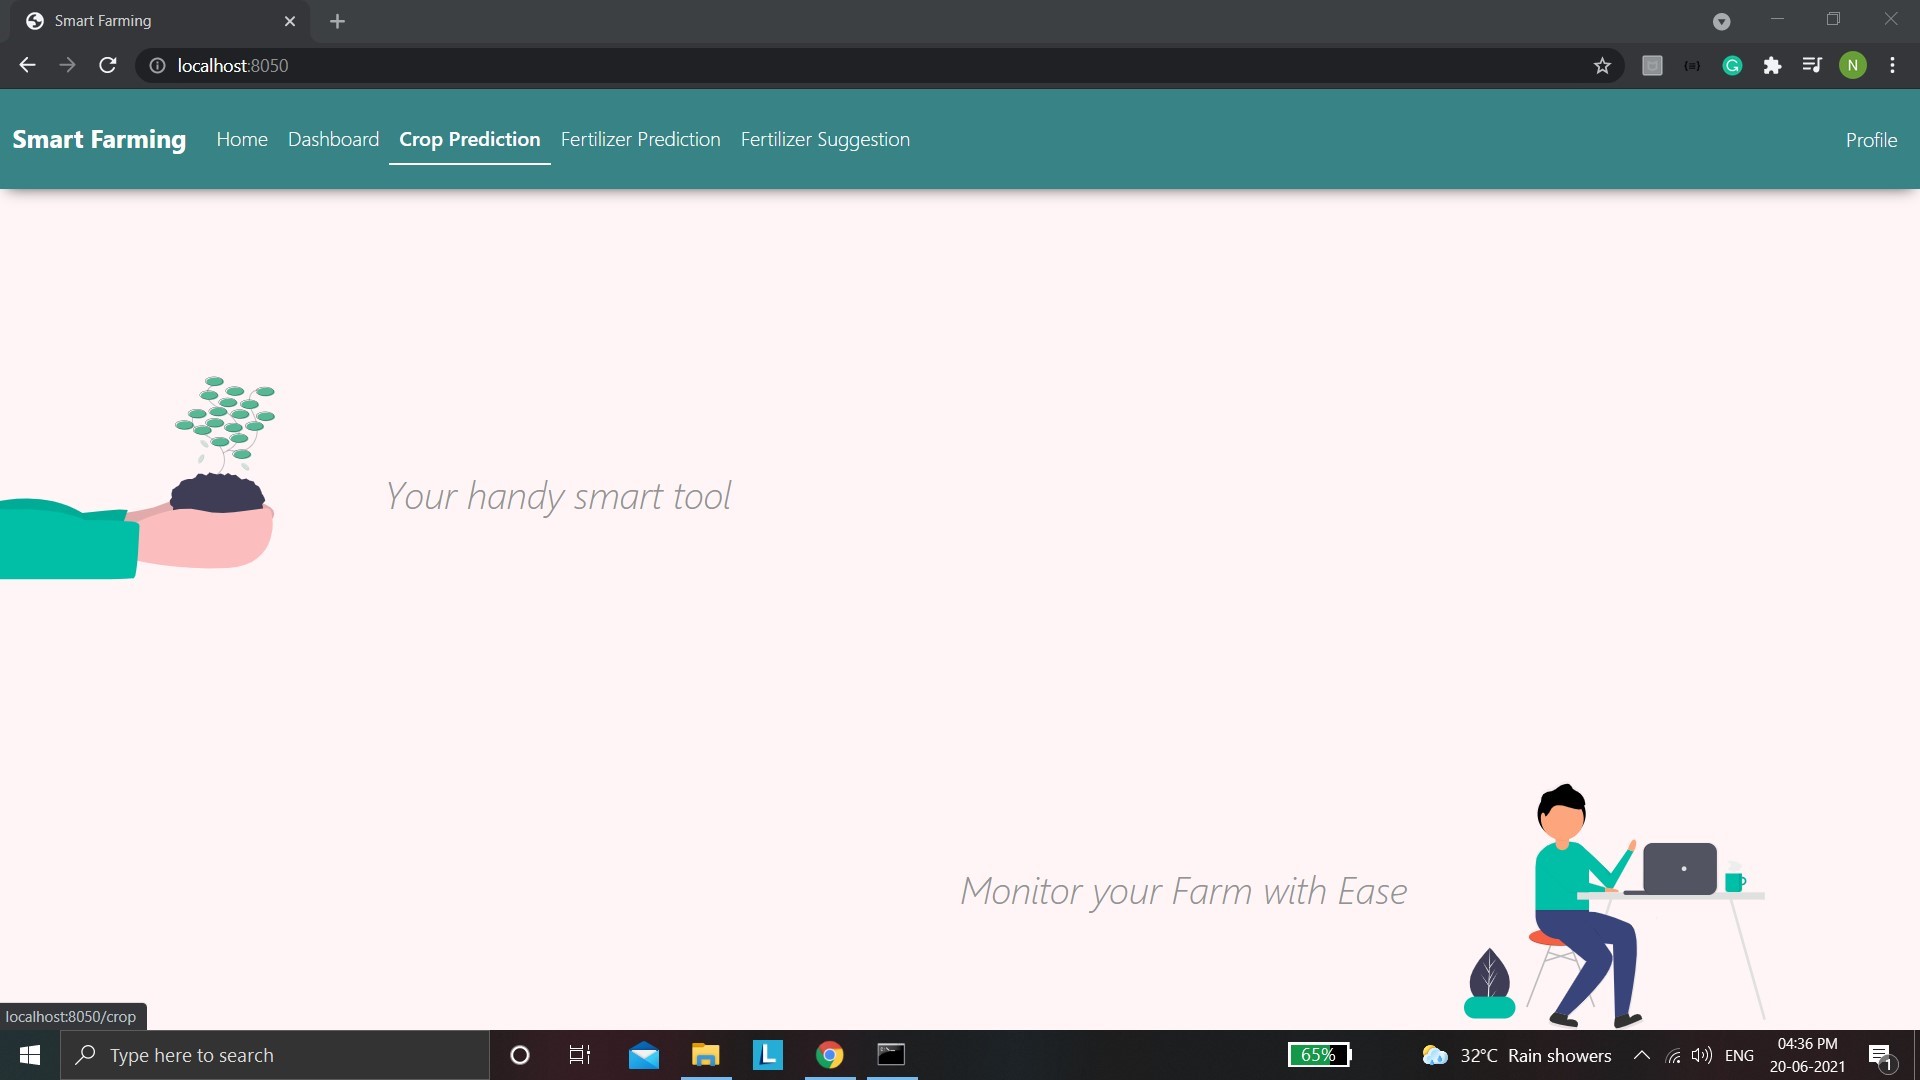 Smart Farming
localhost:8050
N
Smart Farming Home Dashboard Crop Prediction Fertilizer Prediction Fertilizer Suggestion Profile
Your handy smart tool
Monitor your Farm with Ease
localhost:8050/crop
Type here to search
L
65%
32°C Rain showers
ENG
04:36 PM
20-06-2021
1